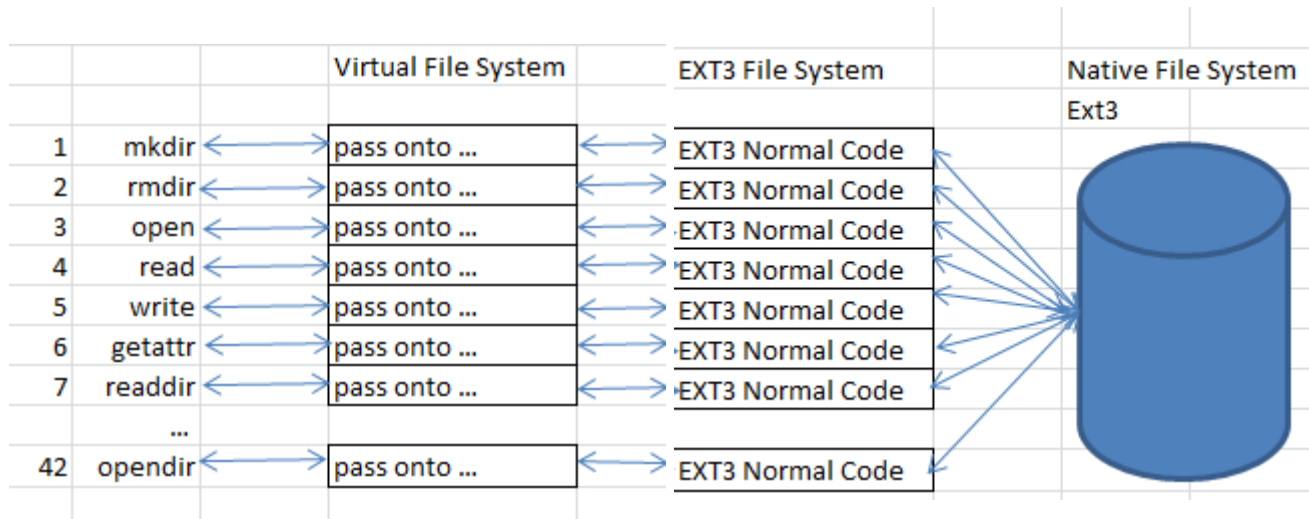 Virtual File System EXT3 File System Native File System
Ext3
1 mkdir pass onto ... EXT3 Normal Code
2 rmdir pass onto ... EXT3 Normal Code
3 open pass onto ... EXT3 Normal Code
4 read pass onto ... EXT3 Normal Code
5 write pass onto ... EXT3 Normal Code
6 getattr pass onto ... EXT3 Normal Code
7 readdir pass onto ... EXT3 Normal Code
...
42 opendir pass onto ... EXT3 Normal Code